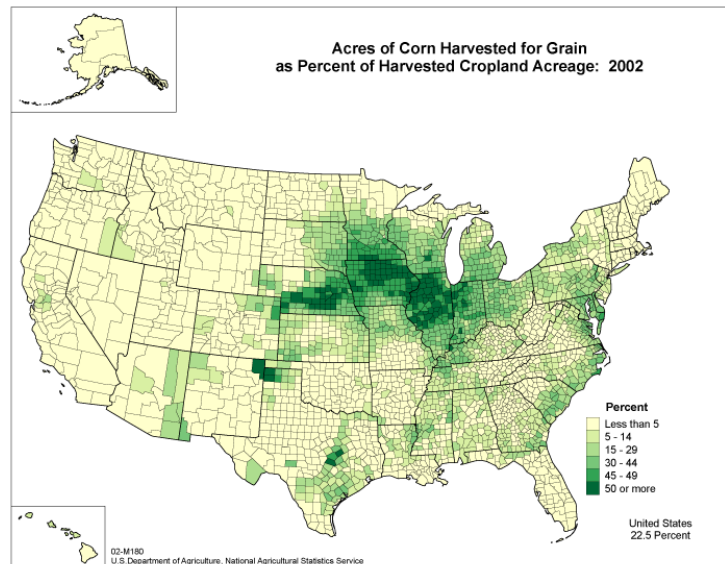 Acres of Corn Harvested for Grain
as Percent of Harvested Cropland Acreage: 2002
Percent
Less than 5
5 - 14
15 - 29
30 - 44
45 - 49
50 or more
United States
22.5 Percent
02-M180
U.S.Department of Agriculture, National Agricultural Statistics Service